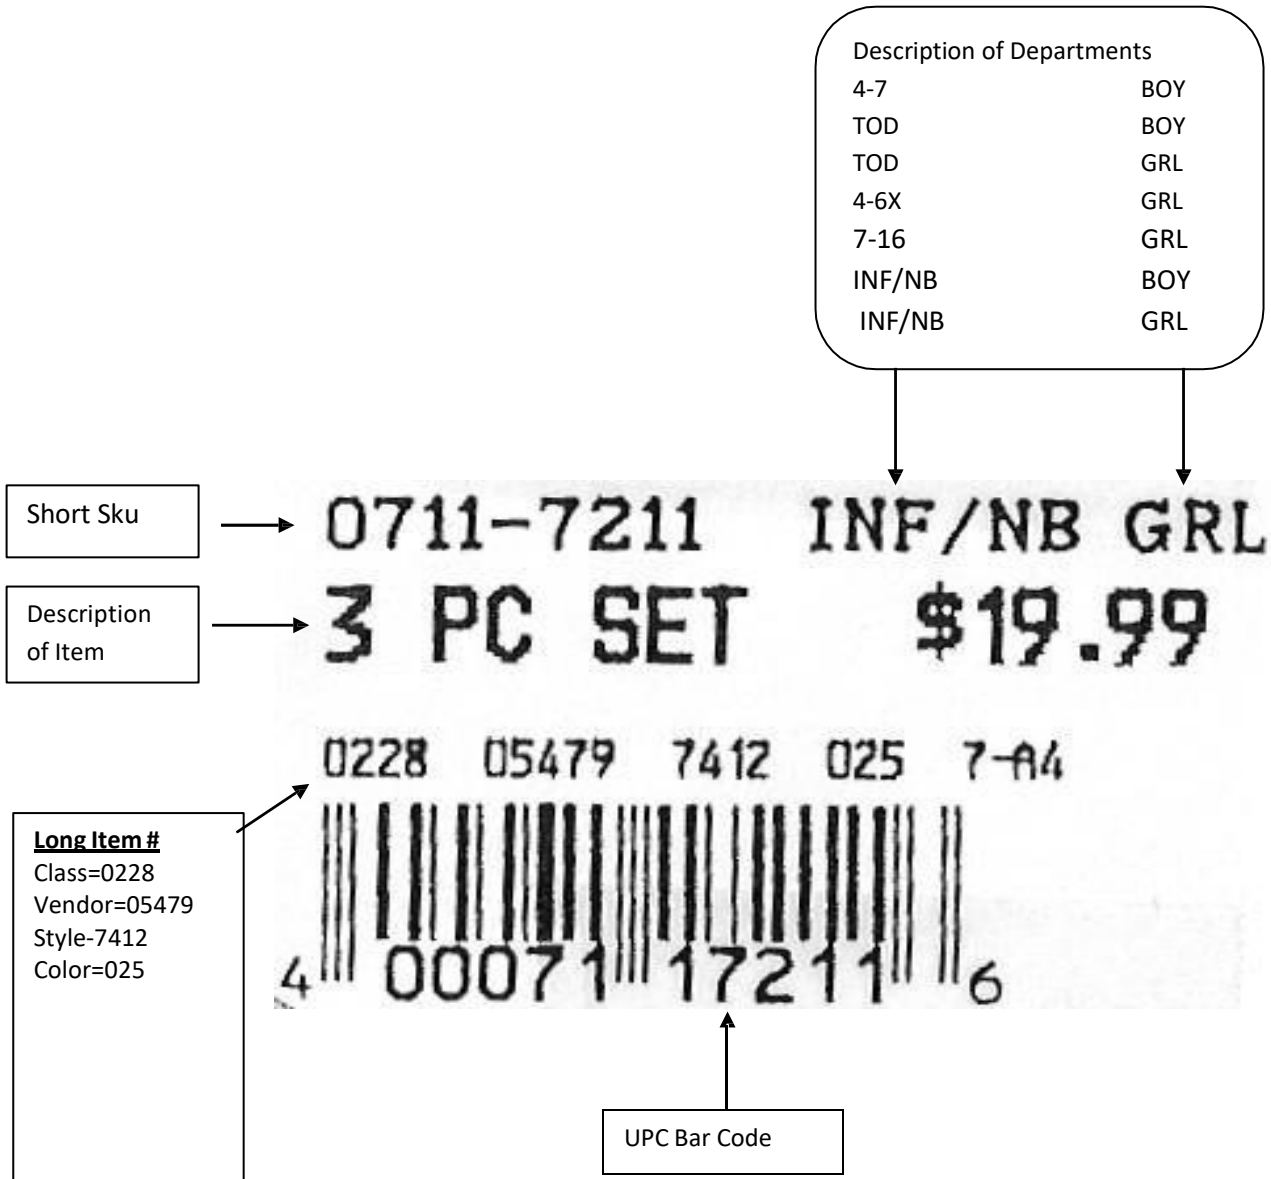 Description of Departments
4-7 BOY
TOD BOY
TOD GRL
4-6X GRL
7-16 GRL
INF/NB BOY
INF/NB GRL
Short Sku
0711-7211 INF/NB GRL
Description
of Item
3 PC SET $19.99
0228 05479 7412 025 7-A4
Long Item #
Class=0228
Vendor=05479
Style-7412
Color=025
4 00071 17211 6
UPC Bar Code